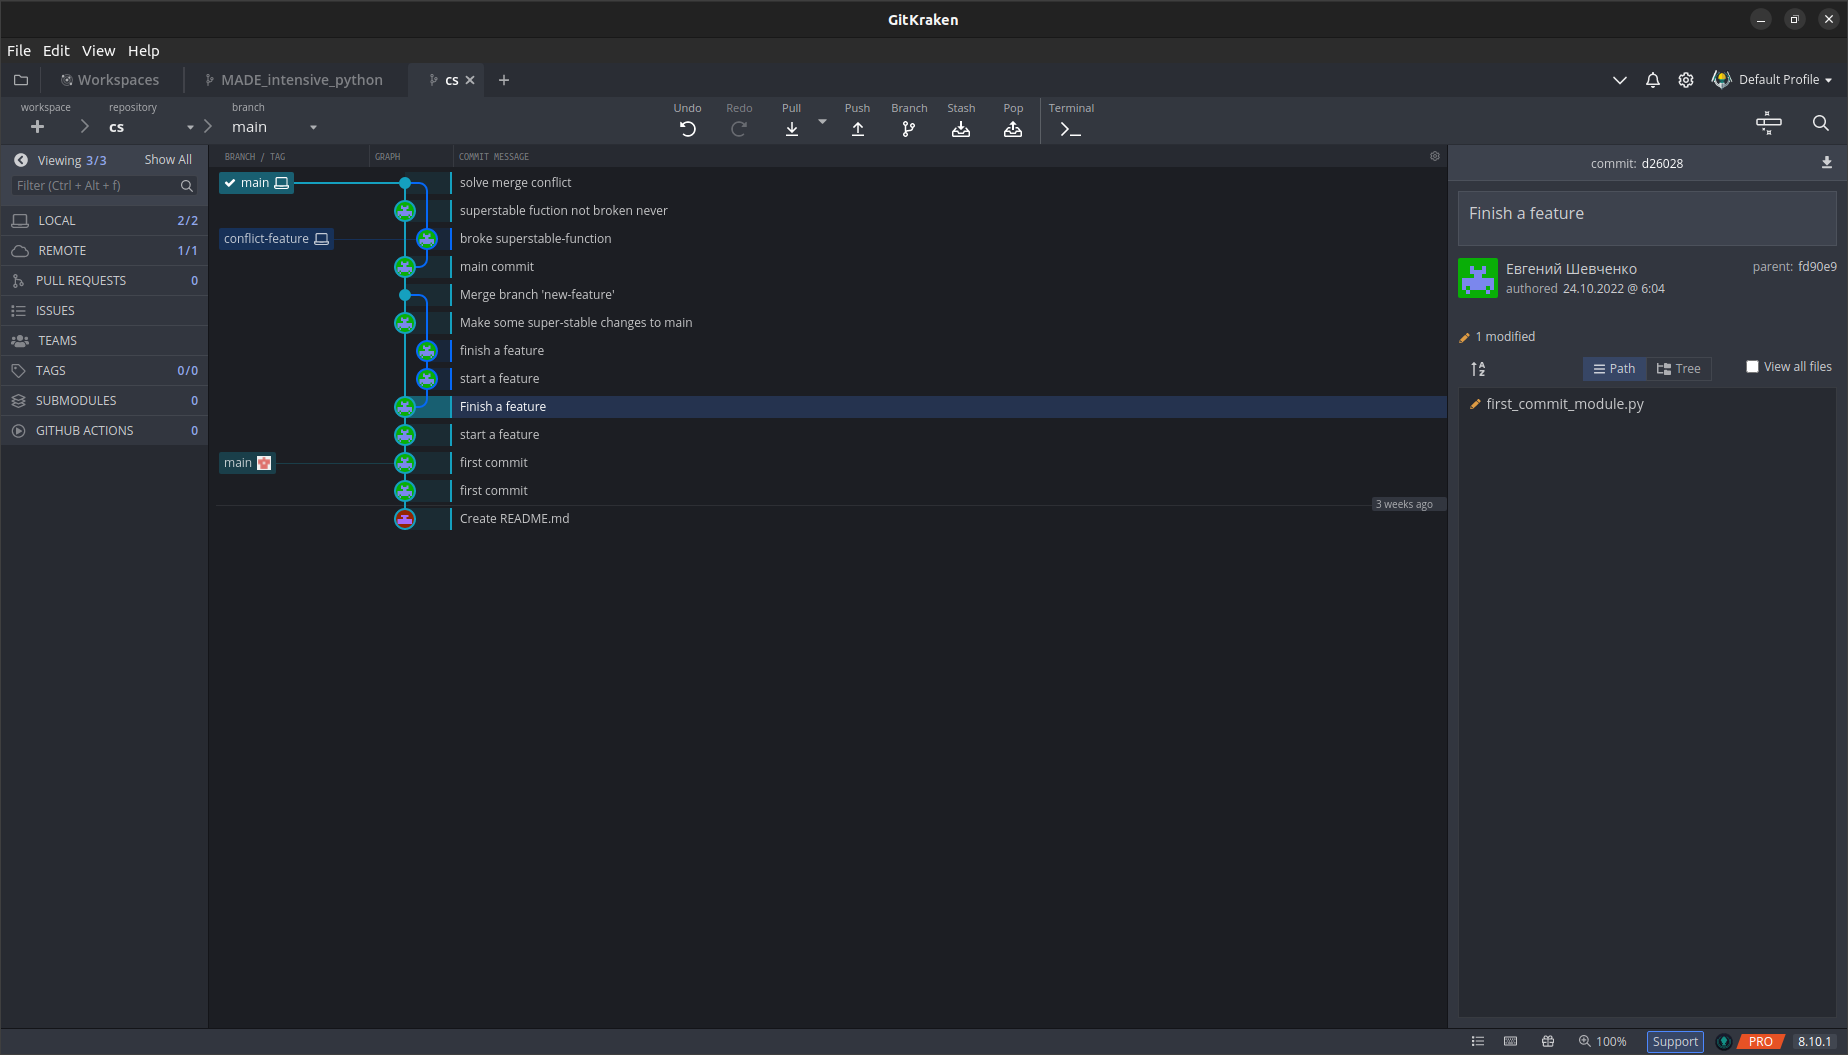 GitKraken
File Edit View Help
Workspaces MADE_intensive_python cs Default Profile
workspace repository branch Undo Redo Pull Push Branch Stash Pop Terminal
cs main
Viewing 3/3 Show All
Filter (Ctrl + Alt + f)
LOCAL 2/2
REMOTE 1/1
PULL REQUESTS 0
ISSUES
TEAMS
TAGS 0/0
SUBMODULES 0
GITHUB ACTIONS 0
BRANCH / TAG GRAPH COMMIT MESSAGE
main solve merge conflict
superstable fuction not broken never
conflict-feature broke superstable-function
main commit
Merge branch 'new-feature'
Make some super-stable changes to main
finish a feature
start a feature
Finish a feature
start a feature
main first commit
first commit
3 weeks ago
Create README.md
commit: d26028
Finish a feature
Евгений Шевченко parent: fd90e9
authored 24.10.2022 @ 6:04
1 modified
Path Tree View all files
first_commit_module.py
100% Support PRO 8.10.1